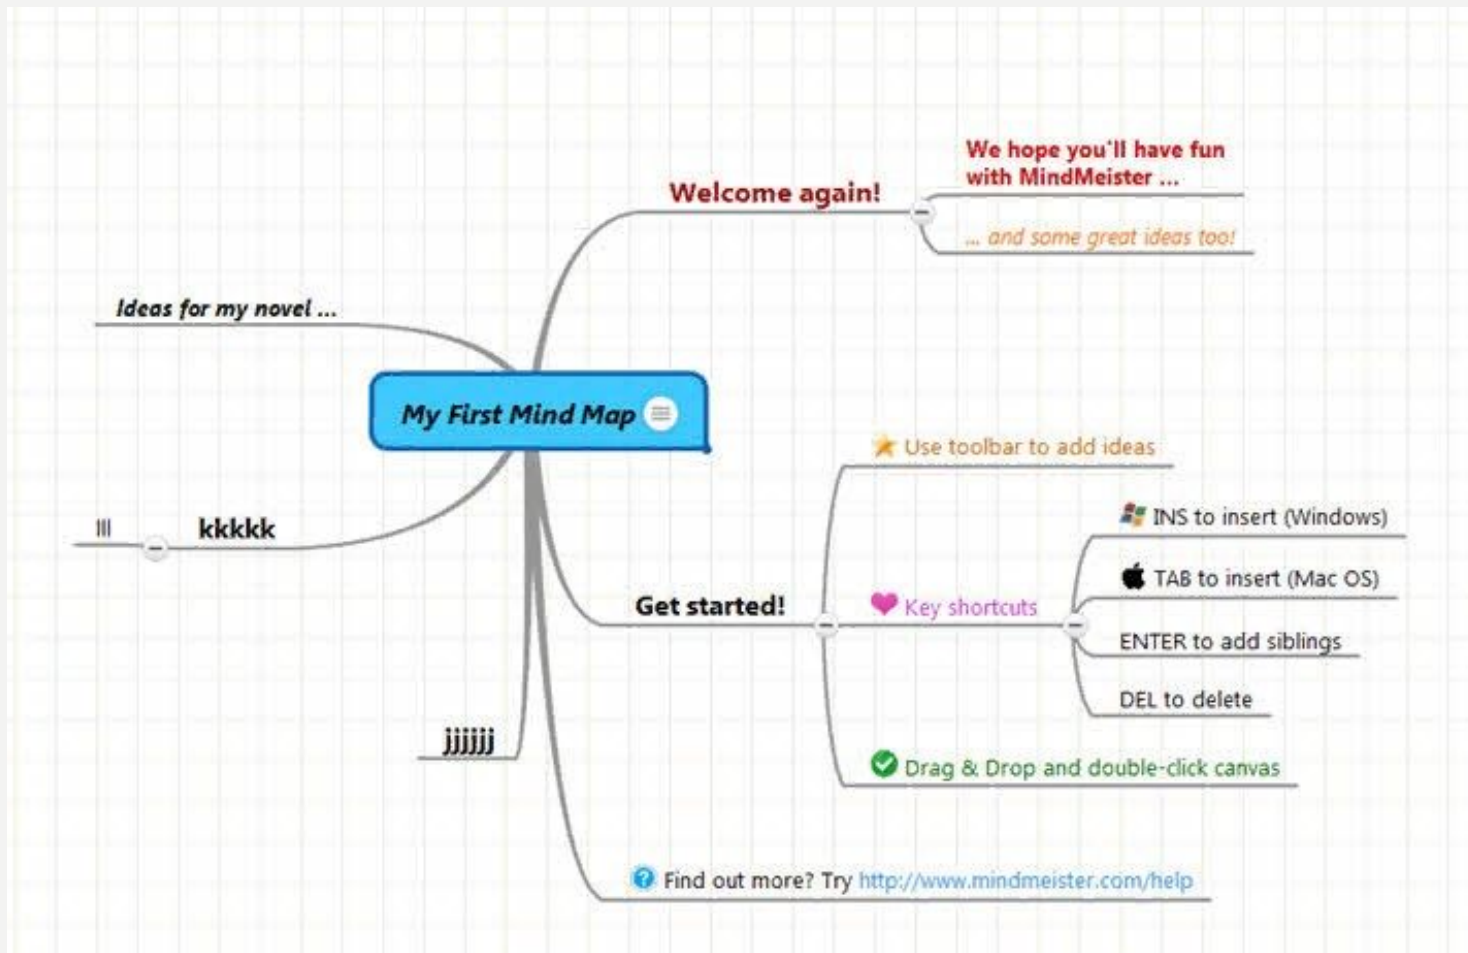 We hope you'll have fun
with MindMeister ...
Welcome again!
... and some great ideas too!
Ideas for my novel ...
My First Mind Map
Use toolbar to add ideas
INS to insert (Windows)
lll
kkkkk
TAB to insert (Mac OS)
Get started!
Key shortcuts
ENTER to add siblings
DEL to delete
jjjjjj
Drag & Drop and double-click canvas
Find out more? Try http://www.mindmeister.com/help